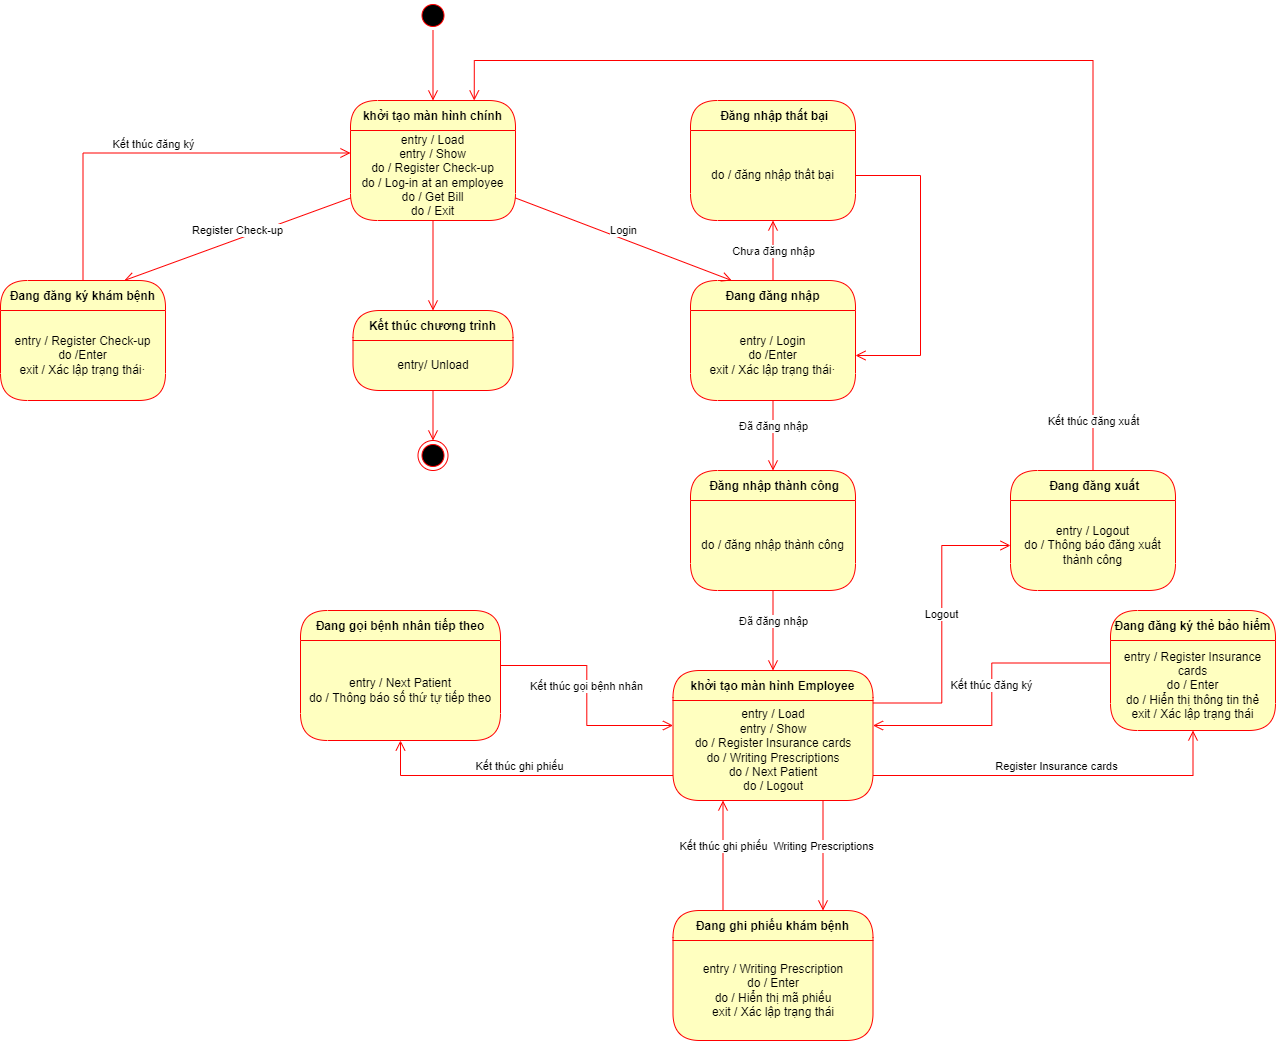 khởi tạo màn hình chính
entry / Load
entry / Show
do / Register Check-up
do / Log-in at an employee
do / Get Bill
do / Exit
Đăng nhập thất bại
do / đăng nhập thất bại
Kết thúc đăng ký
Register Check-up
Login
Chưa đăng nhập
Đang đăng ký khám bệnh
entry / Register Check-up
do /Enter
exit / Xác lập trạng thái·
Kết thúc chương trình
entry/ Unload
Đang đăng nhập
entry / Login
do /Enter
exit / Xác lập trạng thái·
Đã đăng nhập
Kết thúc đăng xuất
Đăng nhập thành công
do / đăng nhập thành công
Đang đăng xuất
entry / Logout
do / Thông báo đăng xuất
thành công
Đã đăng nhập
Logout
Đang gọi bệnh nhân tiếp theo
entry / Next Patient
do / Thông báo số thứ tự tiếp theo
Kết thúc gọi bệnh nhân
khởi tạo màn hình Employee
entry / Load
entry / Show
do / Register Insurance cards
do / Writing Prescriptions
do / Next Patient
do / Logout
Kết thúc đăng ký
Đang đăng ký thẻ bảo hiểm
entry / Register Insurance
cards
do / Enter
do / Hiển thị thông tin thẻ
exit / Xác lập trạng thái
Kết thúc ghi phiếu
Register Insurance cards
Kết thúc ghi phiếu
Writing Prescriptions
Đang ghi phiếu khám bệnh
entry / Writing Prescription
do / Enter
do / Hiển thị mã phiếu
exit / Xác lập trạng thái